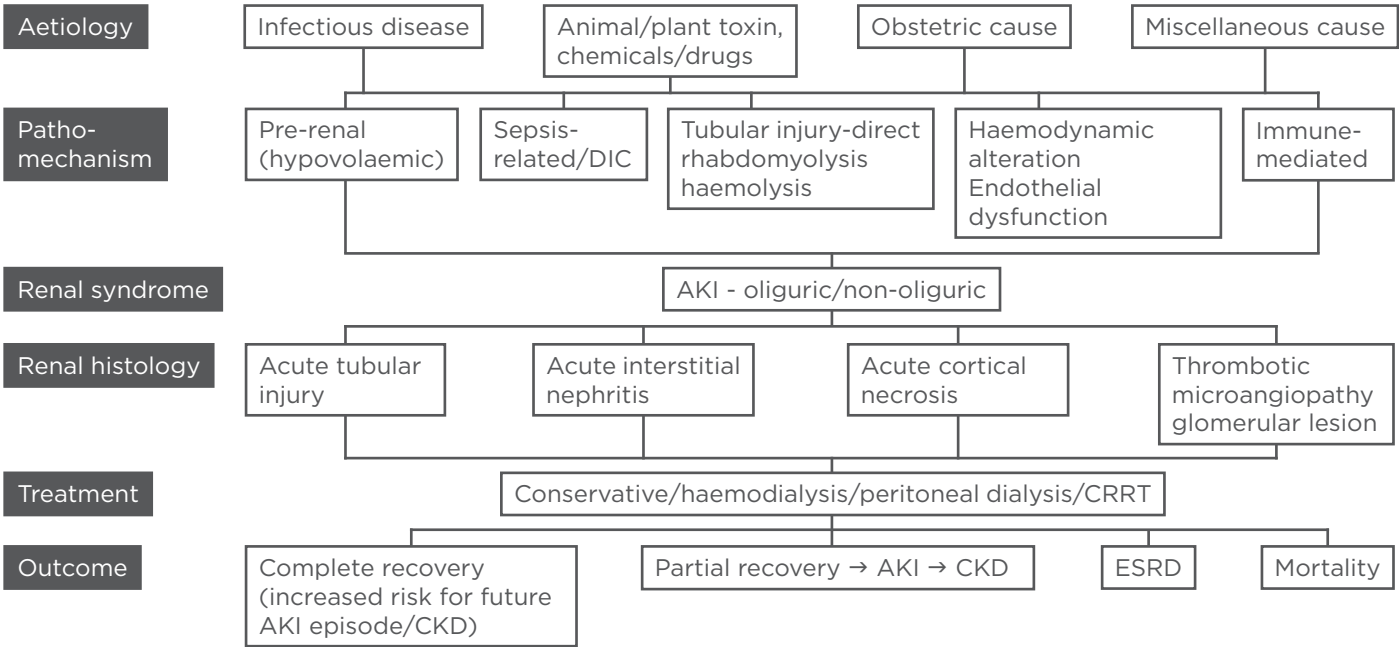 Aetiology
Infectious disease
Animal/plant toxin,
chemicals/drugs
Obstetric cause
Miscellaneous cause
Patho-
mechanism
Pre-renal
(hypovolaemic)
Sepsis-
related/DIC
Tubular injury-direct
rhabdomyolysis
haemolysis
Haemodynamic
alteration
Endothelial
dysfunction
Immune-
mediated
Renal syndrome
AKI - oliguric/non-oliguric
Renal histology
Acute tubular
injury
Acute interstitial
nephritis
Acute cortical
necrosis
Thrombotic
microangiopathy
glomerular lesion
Treatment
Conservative/haemodialysis/peritoneal dialysis/CRRT
Outcome
Complete recovery
(increased risk for future
AKI episode/CKD)
Partial recovery → AKI → CKD
ESRD
Mortality